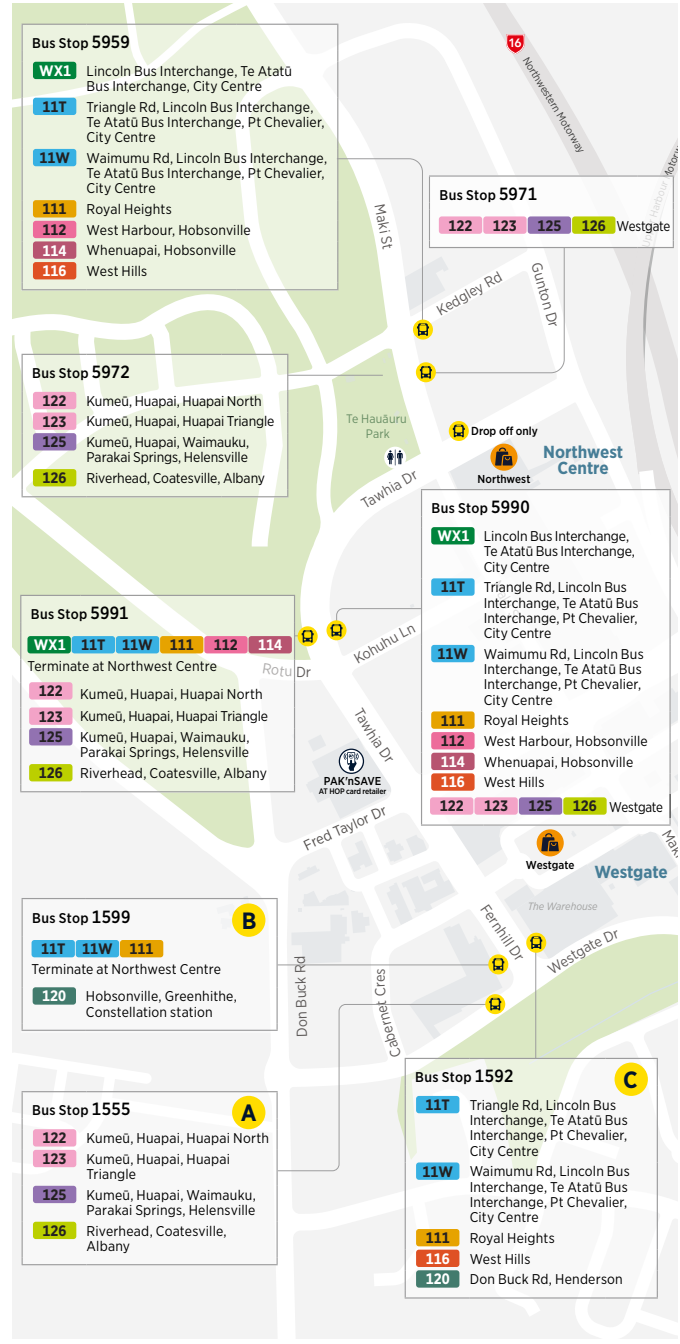 Bus Stop 5959
WX1 Lincoln Bus Interchange, Te Atatū
Bus Interchange, City Centre
11T Triangle Rd, Lincoln Bus Interchange,
Te Atatū Bus Interchange, Pt Chevalier,
City Centre
11W Waimumu Rd, Lincoln Bus Interchange,
Te Atatū Bus Interchange, Pt Chevalier,
City Centre
111 Royal Heights
112 West Harbour, Hobsonville
114 Whenuapai, Hobsonville
116 West Hills
16
Northwestern Motorway
Maki St
Bus Stop 5971
122 123 125 126 Westgate
Kedgley Rd
Gunton Dr
Bus Stop 5972
122 Kumeū, Huapai, Huapai North
123 Kumeū, Huapai, Huapai Triangle
125 Kumeū, Huapai, Waimauku,
Parakai Springs, Helensville
126 Riverhead, Coatesville, Albany
Te Hauāuru
Park
Drop off only
Northwest
Centre
Northwest
Tawhia Dr
Bus Stop 5990
WX1 Lincoln Bus Interchange,
Te Atatū Bus Interchange,
City Centre
11T Triangle Rd, Lincoln Bus
Interchange, Te Atatū Bus
Interchange, Pt Chevalier,
City Centre
11W Waimumu Rd, Lincoln Bus
Interchange, Te Atatū Bus
Interchange, Pt Chevalier,
City Centre
111 Royal Heights
112 West Harbour, Hobsonville
114 Whenuapai, Hobsonville
116 West Hills
122 123 125 126 Westgate
Bus Stop 5991
WX1 11T 11W 111 112 114
Terminate at Northwest Centre
122 Kumeū, Huapai, Huapai North
123 Kumeū, Huapai, Huapai Triangle
125 Kumeū, Huapai, Waimauku,
Parakai Springs, Helensville
126 Riverhead, Coatesville, Albany
Rotu Dr
Kohuhu Ln
Tawhia Dr
PAK'nSAVE
AT HOP card retailer
Fred Taylor Dr
Westgate
Westgate
The Warehouse
Fernhill Dr
Westgate Dr
Don Buck Rd
Cabernet Cres
Bus Stop 1599
B
11T 11W 111
Terminate at Northwest Centre
120 Hobsonville, Greenhithe,
Constellation station
Bus Stop 1555
A
122 Kumeū, Huapai, Huapai North
123 Kumeū, Huapai, Huapai
Triangle
125 Kumeū, Huapai, Waimauku,
Parakai Springs, Helensville
126 Riverhead, Coatesville,
Albany
Bus Stop 1592
C
11T Triangle Rd, Lincoln Bus
Interchange, Te Atatū Bus
Interchange, Pt Chevalier,
City Centre
11W Waimumu Rd, Lincoln Bus
Interchange, Te Atatū Bus
Interchange, Pt Chevalier,
City Centre
111 Royal Heights
116 West Hills
120 Don Buck Rd, Henderson